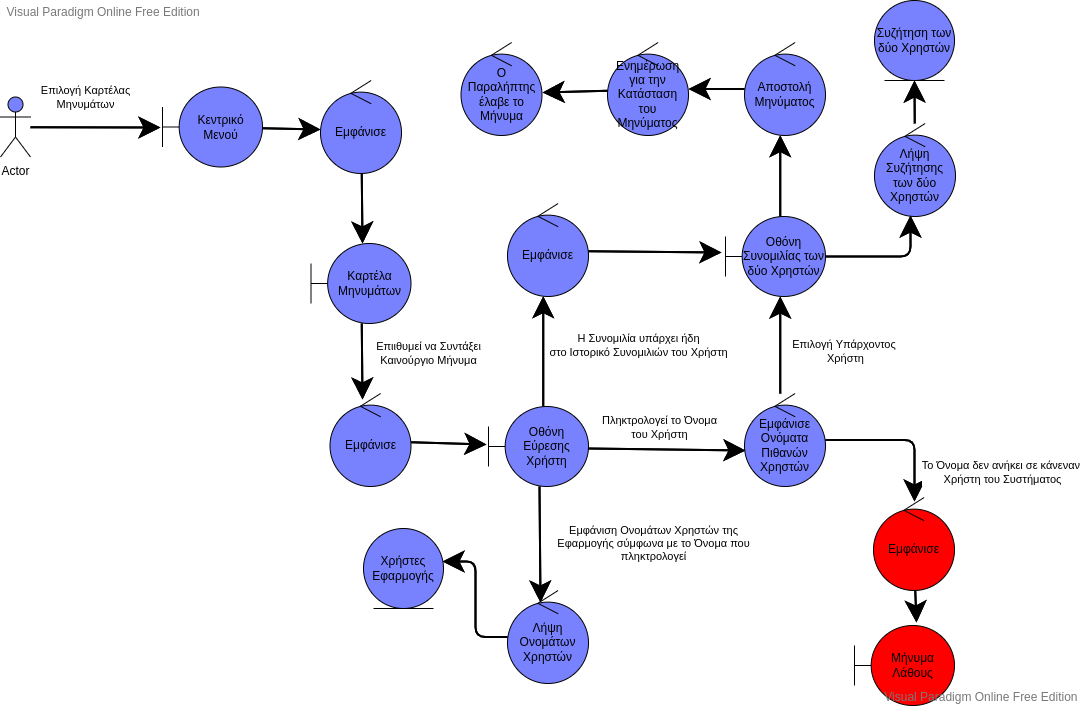 Visual Paradigm Online Free Edition
Επιλογή Καρτέλας
Μηνυμάτων
Actor
Κεντρικό
Μενού
Εμφάνισε
Ο
Παραλήπτης
έλαβε το
Μήνυμα
Ενημέρωση
για την
Κατάσταση
του
Μηνύματος
Αποστολή
Μηνύματος
Συζήτηση των
δύο Χρηστών
Λήψη
Συζήτησης
των δύο
Χρηστών
Καρτέλα
Μηνυμάτων
Εμφάνισε
Οθόνη
Συνομιλίας των
δύο Χρηστών
Επιιθυμεί να Συντάξει
Καινούργιο Μήνυμα
Η Συνομιλία υπάρχει ήδη
στο Ιστορικό Συνομιλιών του Χρήστη
Επιλογή Υπάρχοντος
Χρήστη
Εμφάνισε
Οθόνη
Εύρεσης
Χρήστη
Πληκτρολογεί το Όνομα
του Χρήστη
Εμφάνισε
Ονόματα
Πιθανών
Χρηστών
Το Όνομα δεν ανήκει σε κάνεναν
Χρήστη του Συστήματος
Εμφάνιση Ονομάτων Χρηστών της
Εφαρμογής σύμφωνα με το Όνομα που
πληκτρολογεί
Χρήστες
Εφαρμογής
Λήψη
Ονομάτων
Χρηστών
Εμφάνισε
Μήνυμα
Λάθους
Visual Paradigm Online Free Edition